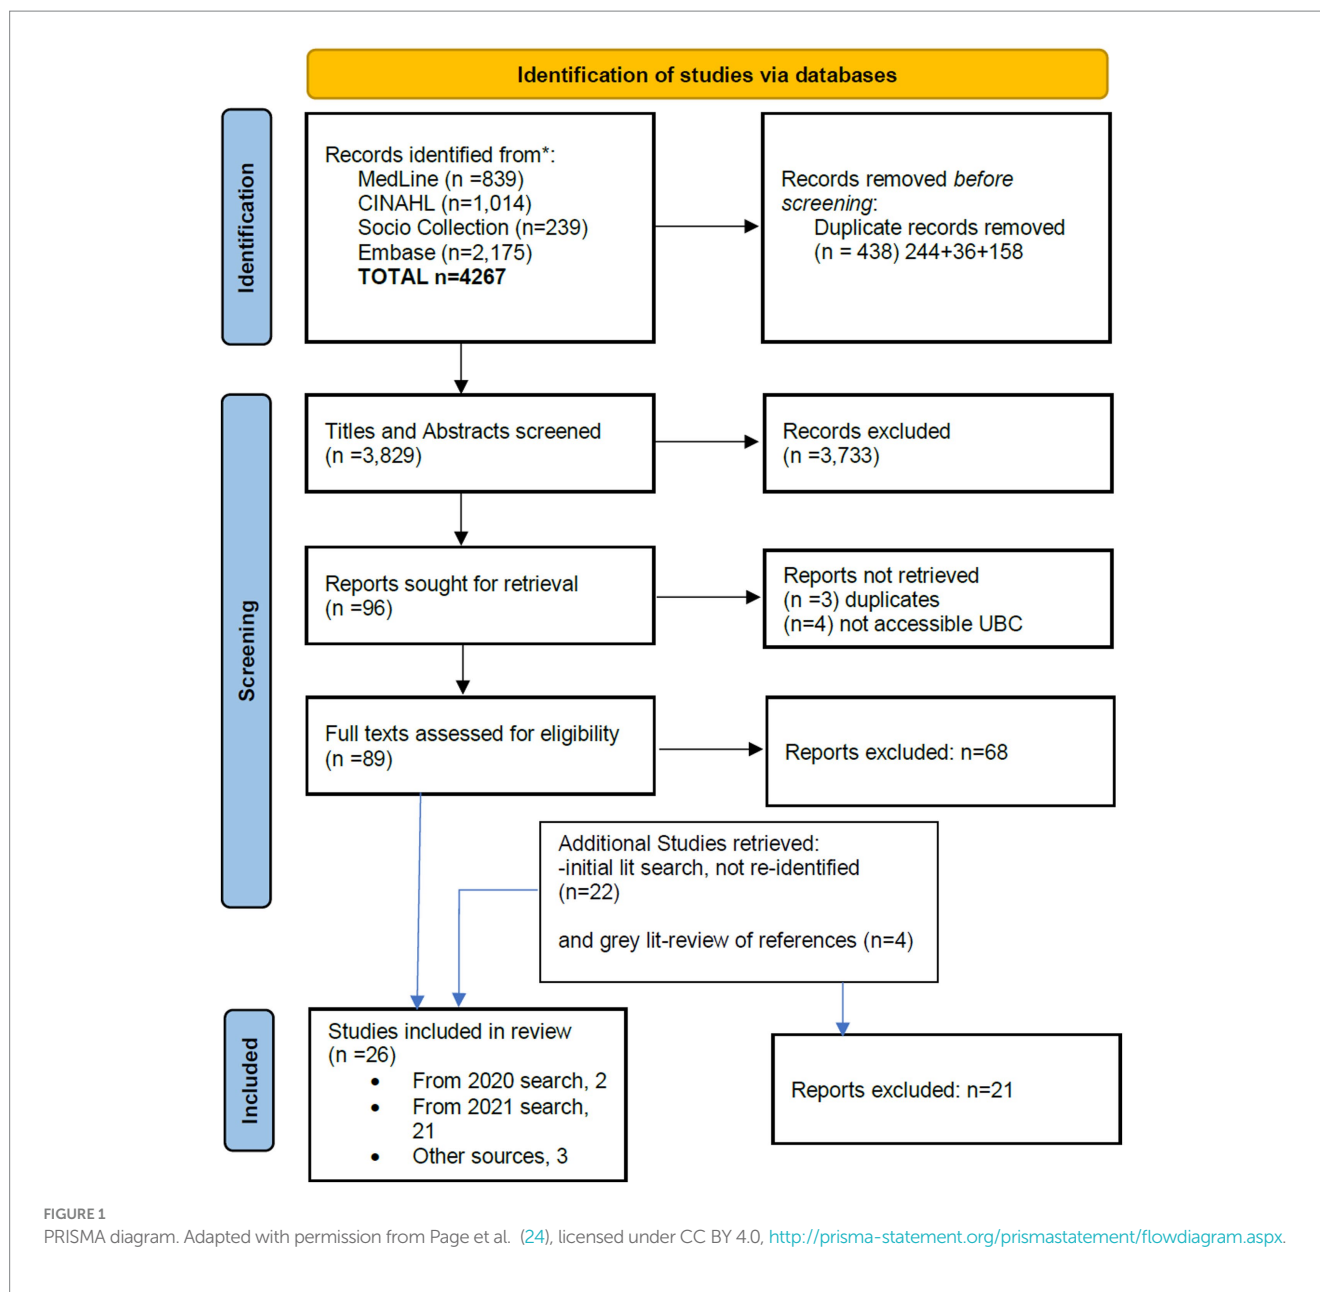 Identification of studies via databases
Identification
Records identified from*:
MedLine (n =839)
CINAHL (n=1,014)
Socio Collection (n=239)
Embase (n=2,175)
TOTAL n=4267
Records removed before
screening:
Duplicate records removed
(n = 438) 244+36+158
Screening
Titles and Abstracts screened
(n =3,829)
Records excluded
(n =3,733)
Reports sought for retrieval
(n =96)
Reports not retrieved
(n =3) duplicates
(n=4) not accessible UBC
Full texts assessed for eligibility
(n =89)
Reports excluded: n=68
Additional Studies retrieved:
-initial lit search, not re-identified
(n=22)
and grey lit-review of references (n=4)
Included
Studies included in review
(n =26)
• From 2020 search, 2
• From 2021 search,
21
• Other sources, 3
Reports excluded: n=21
FIGURE 1
PRISMA diagram. Adapted with permission from Page et al. (24), licensed under CC BY 4.0, http://prisma-statement.org/prismastatement/flowdiagram.aspx.